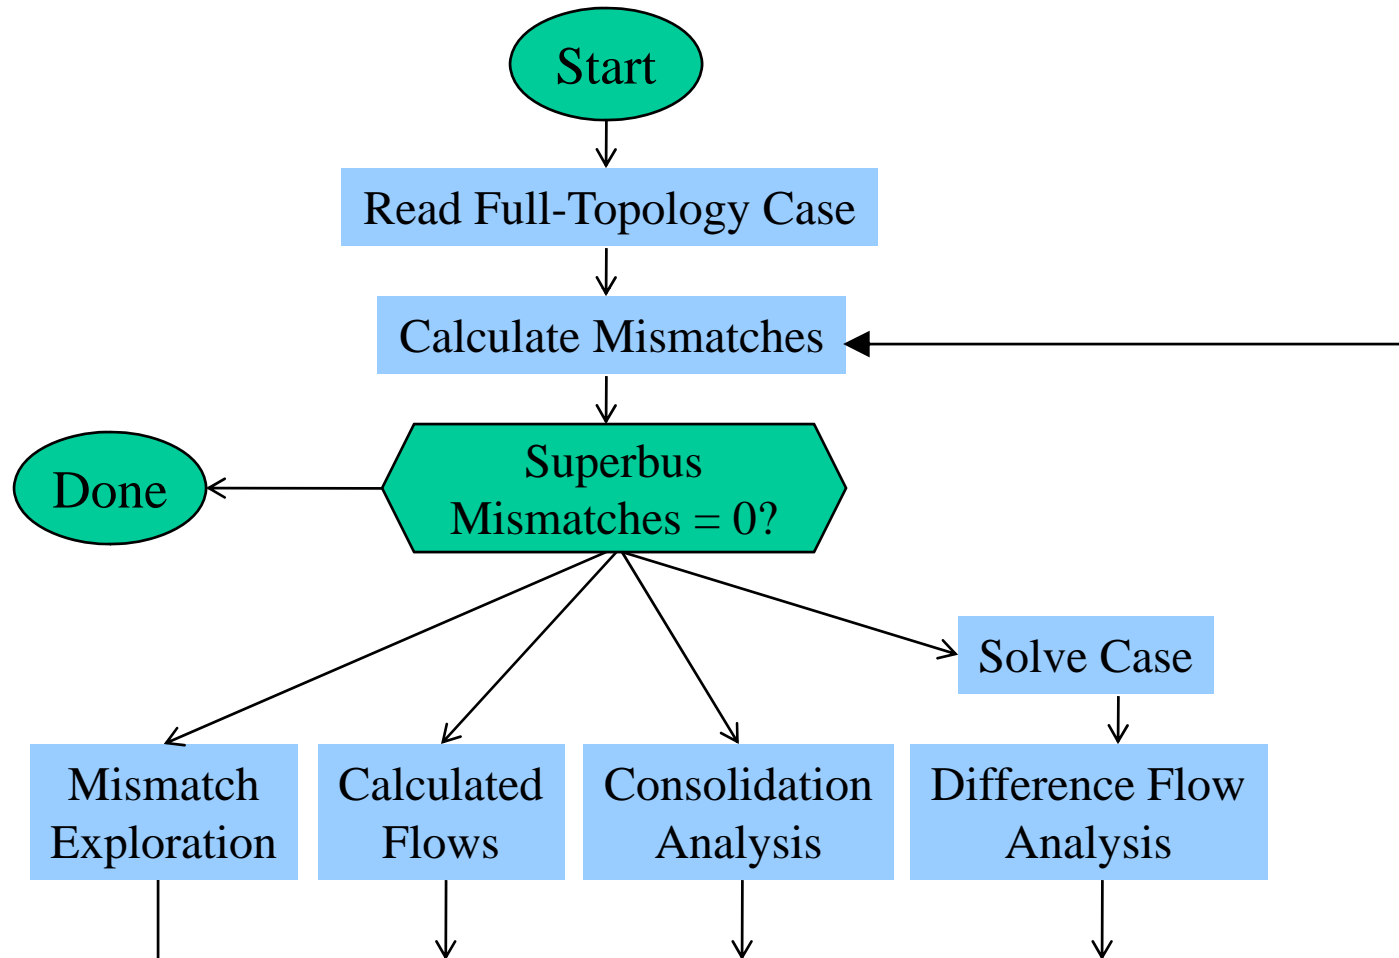 Start
Read Full-Topology Case
Calculate Mismatches
Superbus
Mismatches = 0?
Done
Solve Case
Mismatch
Exploration
Calculated
Flows
Consolidation
Analysis
Difference Flow
Analysis